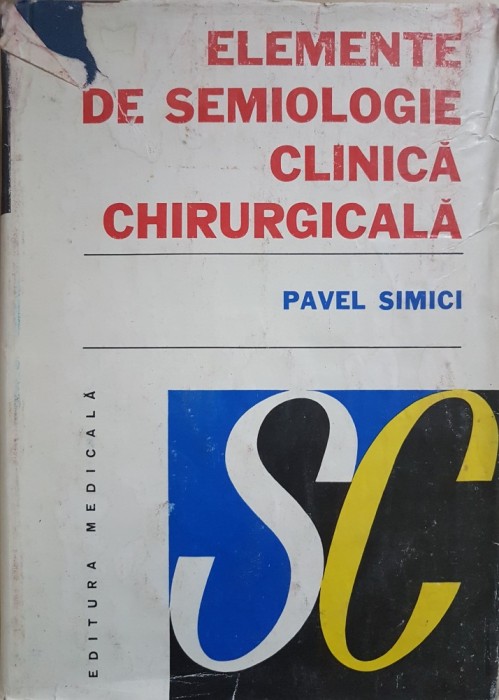 ELEMENTE
DE SEMIOLOGIE
CLINICĂ
CHIRURGICALĂ
PAVEL SIMICI
EDITURA MEDICALĂ
SC